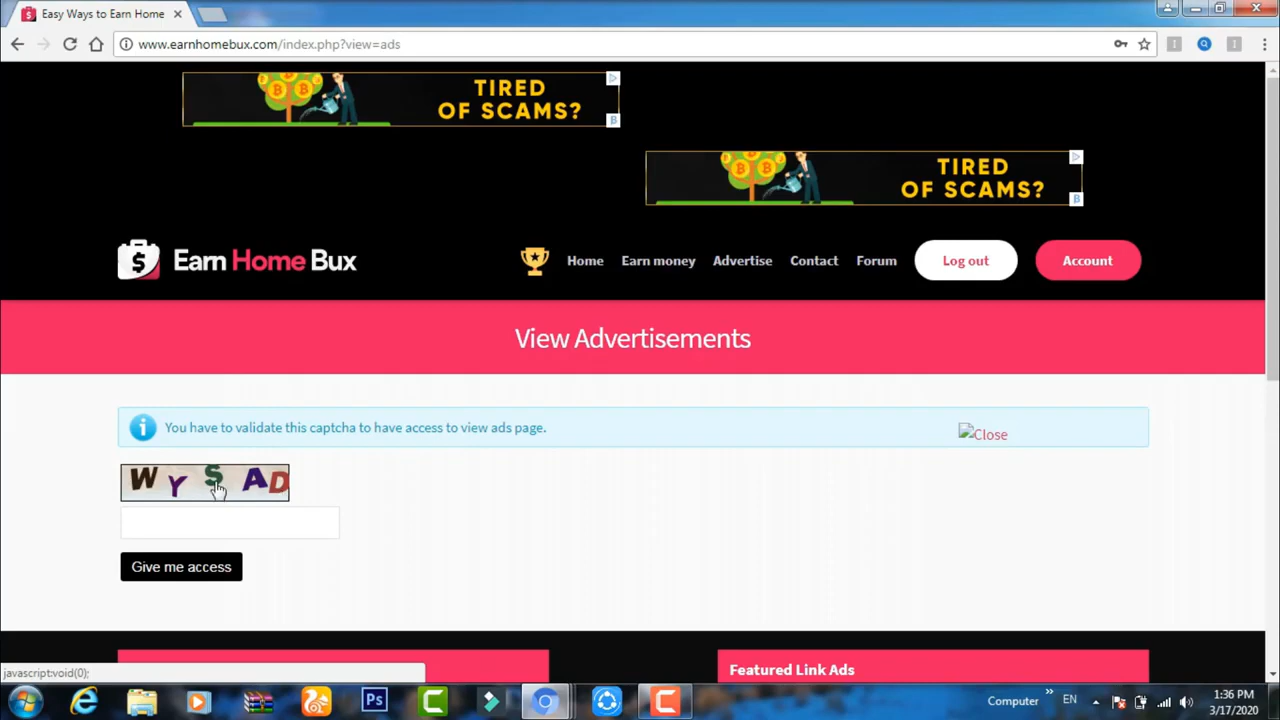 Easy Ways to Earn Home
www.earnhomebux.com/index.php?view=ads
TIRED
OF SCAMS?
TIRED
OF SCAMS?
Earn Home Bux
Home Earn money Advertise Contact Forum Log out Account
View Advertisements
You have to validate this captcha to have access to view ads page.
Close
W Y S A D
Give me access
Featured Link Ads
javascript:void(0);
Computer EN
1:36 PM
3/17/2020